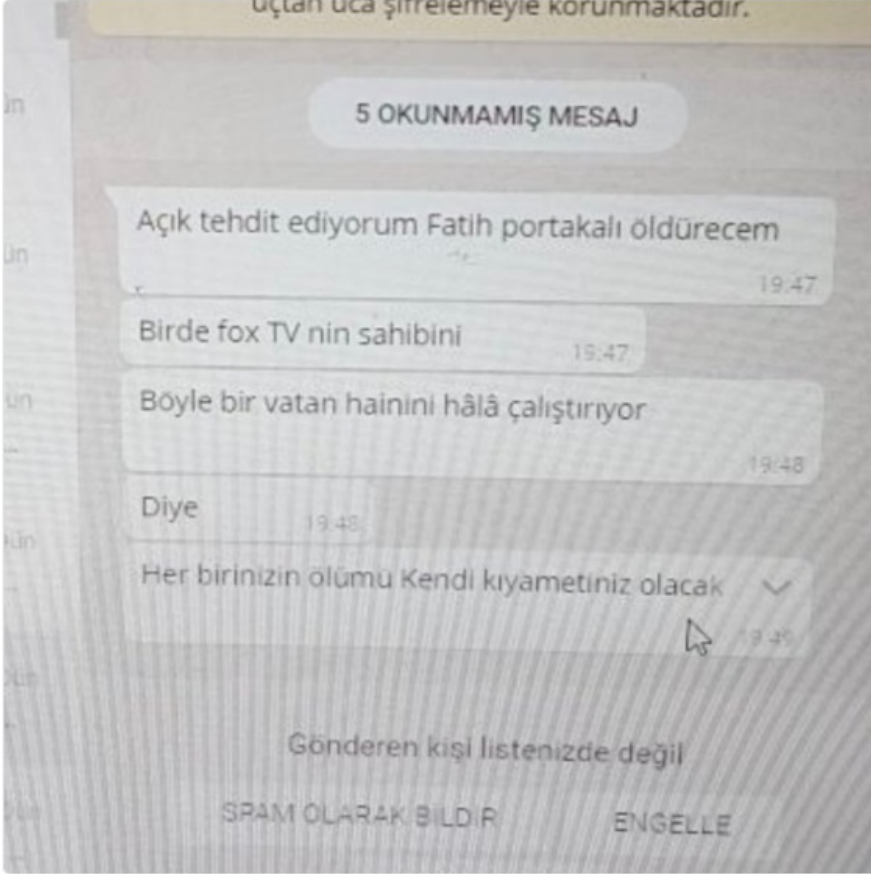 uçtan uca şifrelemeyle korunmaktadır.
5 OKUNMAMIŞ MESAJ
Açık tehdit ediyorum Fatih portakalı öldürecem
19:47
Birde fox TV nin sahibini
19:47
Böyle bir vatan hainini hâlâ çalıştırıyor
19:48
Diye
19:48
Her birinizin ölümü Kendi kıyametiniz olacak
19:49
Gönderen kişi listenizde değil
SPAM OLARAK BİLDİR
ENGELLE